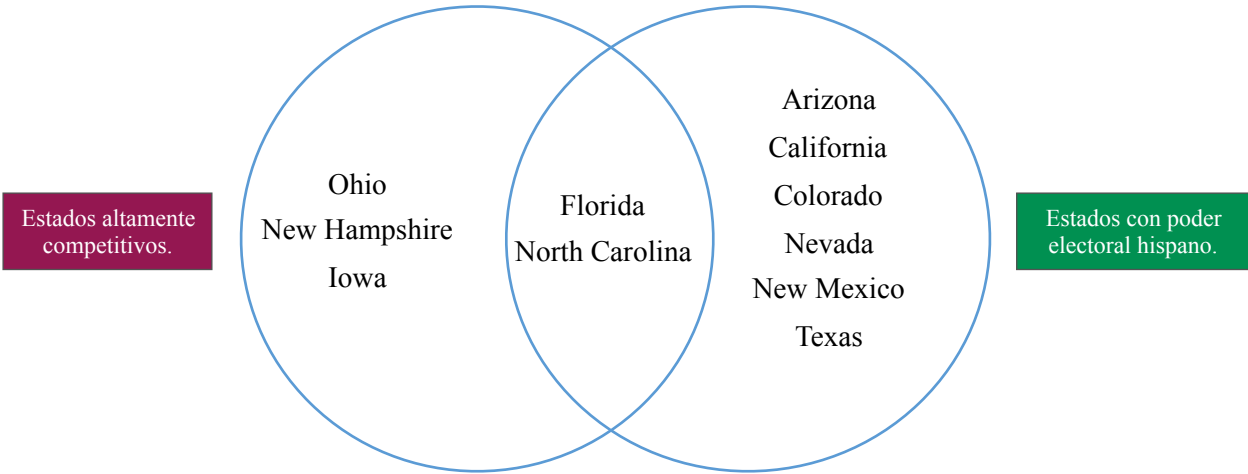 Estados altamente
competitivos.
Ohio
New Hampshire
Iowa
Florida
North Carolina
Arizona
California
Colorado
Nevada
New Mexico
Texas
Estados con poder
electoral hispano.